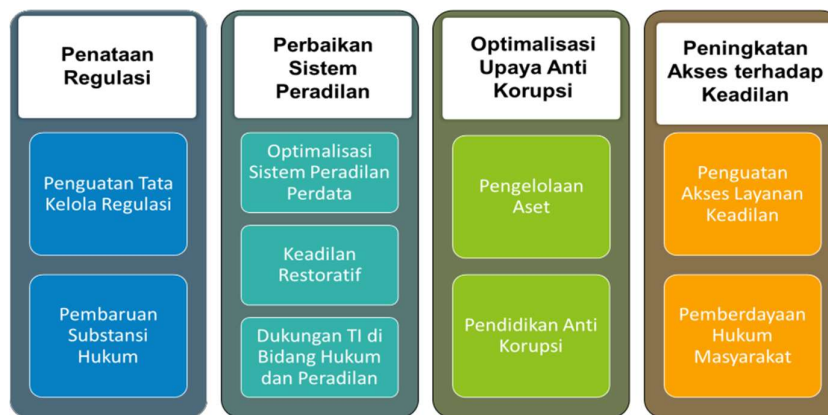 Penataan
Regulasi
Penguatan Tata
Kelola Regulasi
Pembaruan
Substansi
Hukum
Perbaikan
Sistem
Peradilan
Optimalisasi
Sistem Peradilan
Perdata
Keadilan
Restoratif
Dukungan TI di
Bidang Hukum
dan Peradilan
Optimalisasi
Upaya Anti
Korupsi
Pengelolaan
Aset
Pendidikan Anti
Korupsi
Peningkatan
Akses terhadap
Keadilan
Penguatan
Akses Layanan
Keadilan
Pemberdayaan
Hukum
Masyarakat